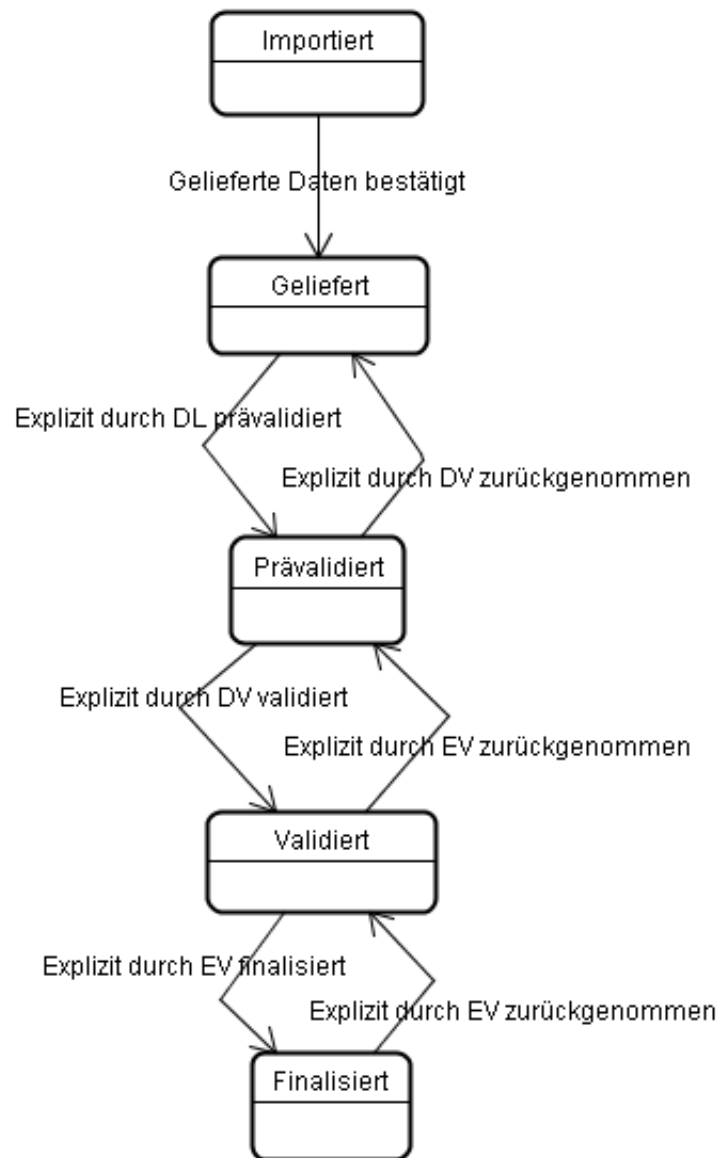 Importiert
Gelieferte Daten bestätigt
Geliefert
Explizit durch DL prävalidiert
Explizit durch DV zurückgenommen
Prävalidiert
Explizit durch DV validiert
Explizit durch EV zurückgenommen
Validiert
Explizit durch EV finalisiert
Explizit durch EV zurückgenommen
Finalisiert